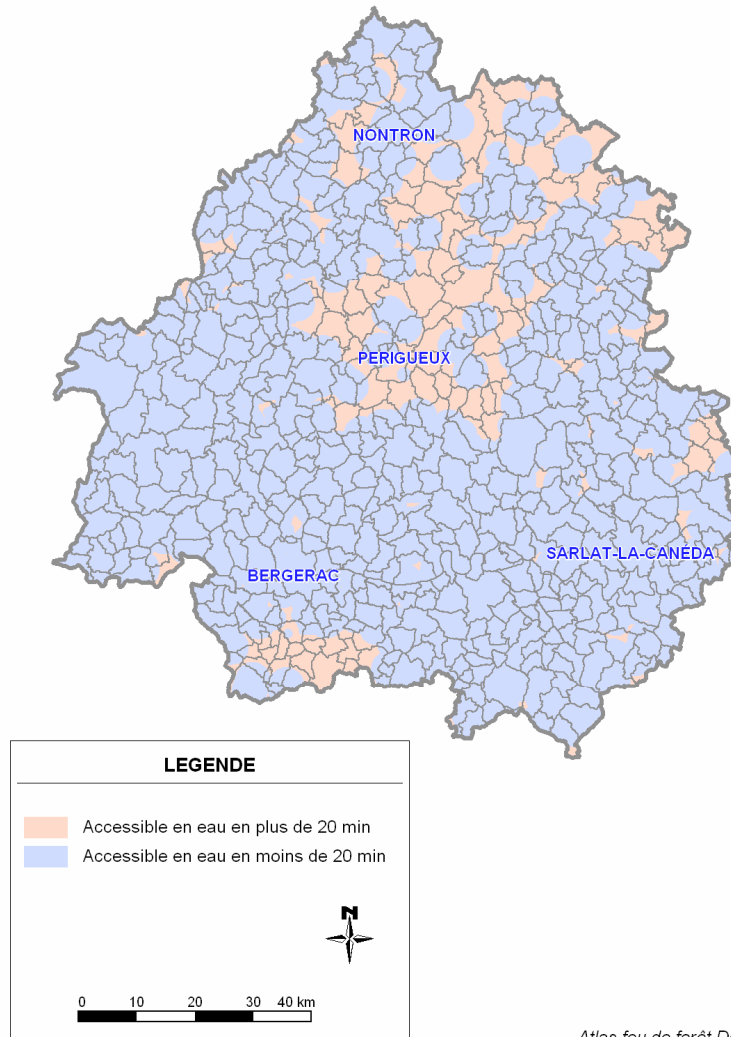 NONTRON
PERIGUEUX
SARLAT-LA-CANÉDA
BERGERAC
LEGENDE
Accessible en eau en plus de 20 min
Accessible en eau en moins de 20 min
N
0 10 20 30 40 km
Atlas feu de forêt